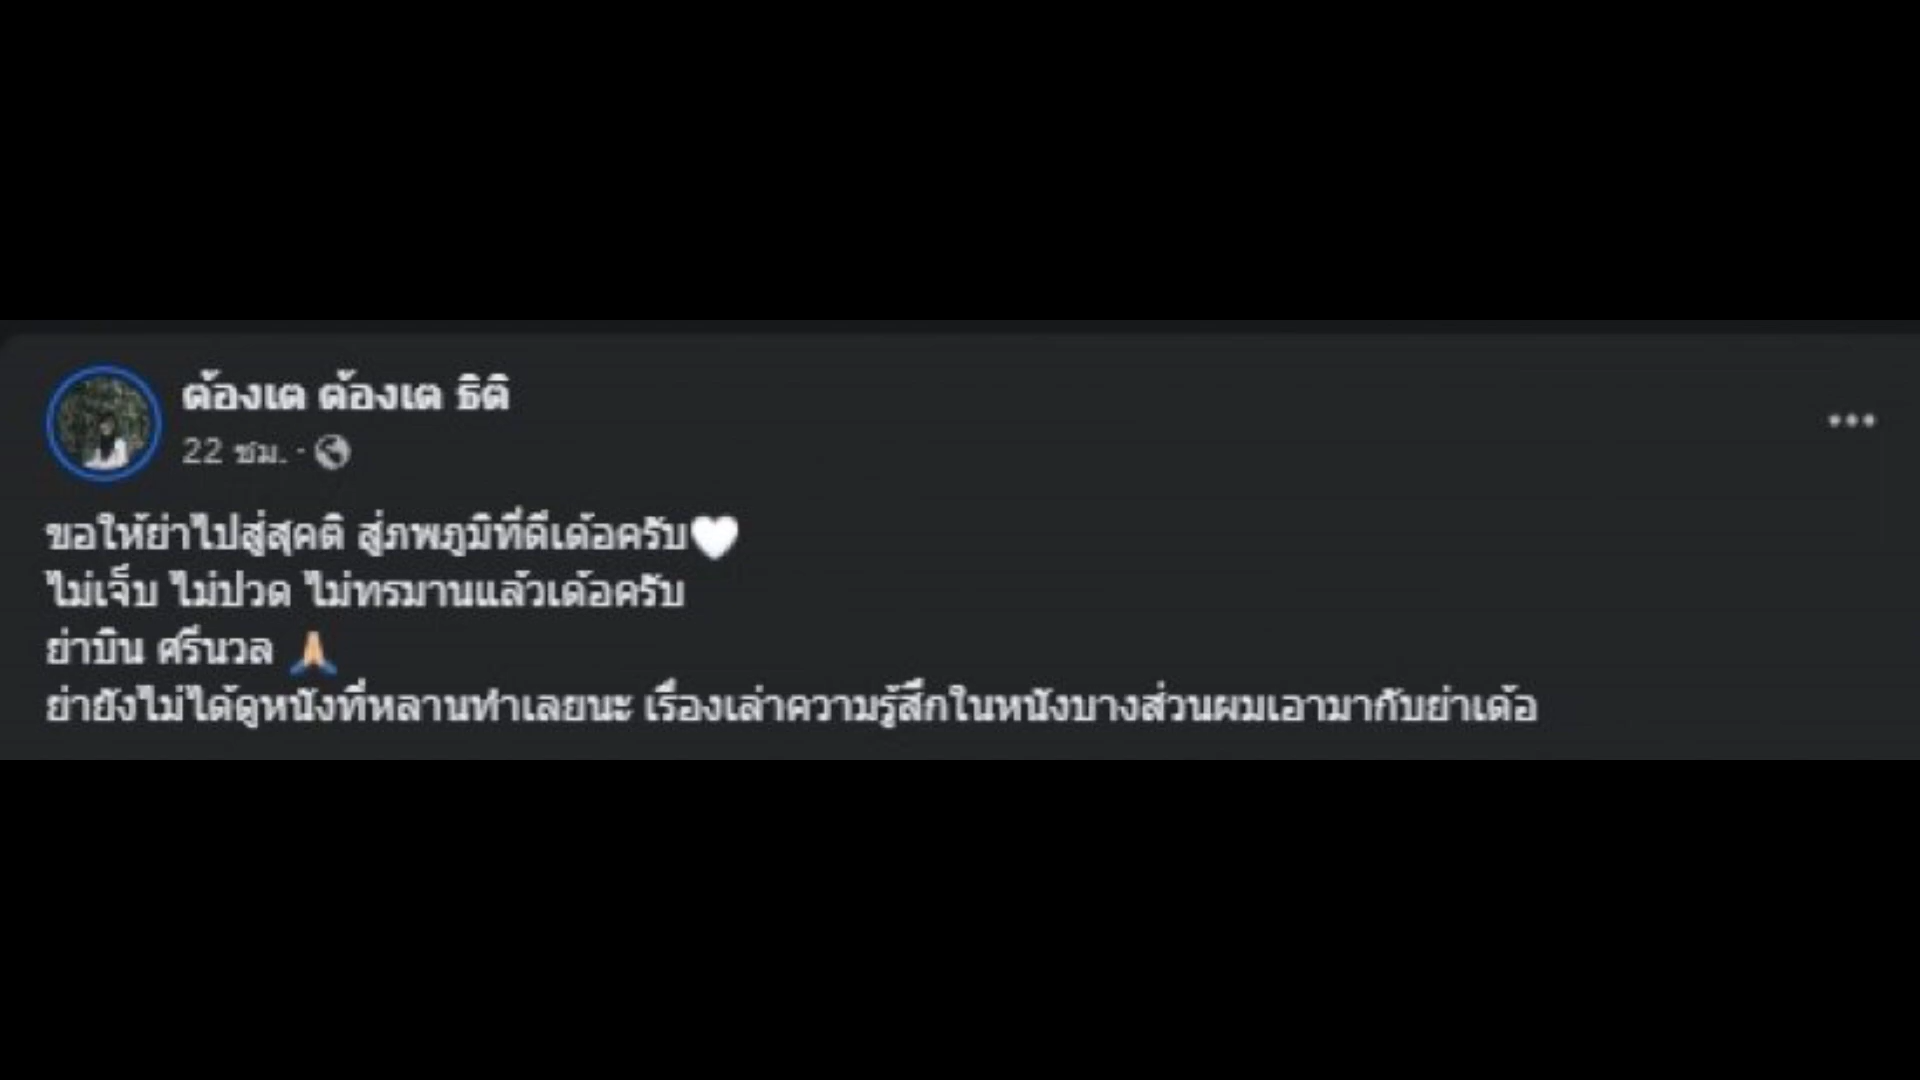 ต้องเต ต้องเต ธิติ
22 ชม. ·
ขอให้ย่าไปสู่สุคติ สู่ภพภูมิที่ดีเด้อครับ🤍
ไม่เจ็บ ไม่ปวด ไม่ทรมานแล้วเด้อครับ
ย่าบิน ศรีนวล 🙏🏼
ย่ายังไม่ได้ดูหนังที่หลานทำเลยนะ เรื่องเล่าความรู้สึกในหนังบางส่วนผมเอามากับย่าเด้อ